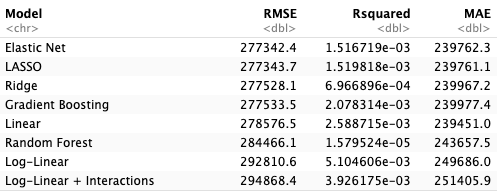 Model RMSE Rsquared MAE
<chr> <dbl> <dbl> <dbl>
Elastic Net 277342.4 1.516719e-03 239762.3
LASSO 277343.7 1.519818e-03 239761.1
Ridge 277528.1 6.966896e-04 239967.2
Gradient Boosting 277533.5 2.078314e-03 239977.4
Linear 278576.5 2.588715e-03 239451.0
Random Forest 284466.1 1.579524e-05 243657.5
Log-Linear 292810.6 5.104606e-03 249686.0
Log-Linear + Interactions 294868.4 3.926175e-03 251405.9